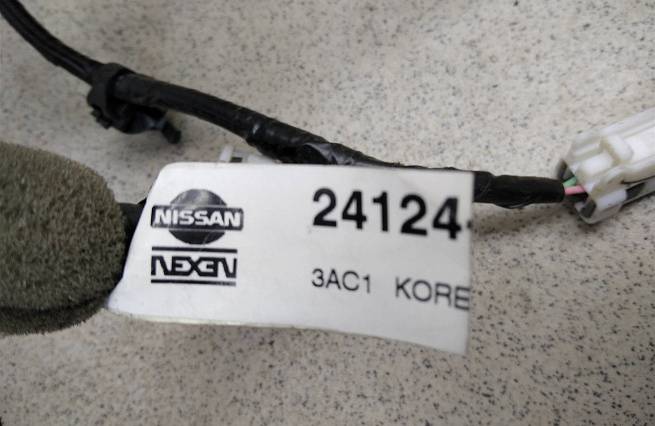 NISSAN
NEXEN
24124-
3AC1 KORE